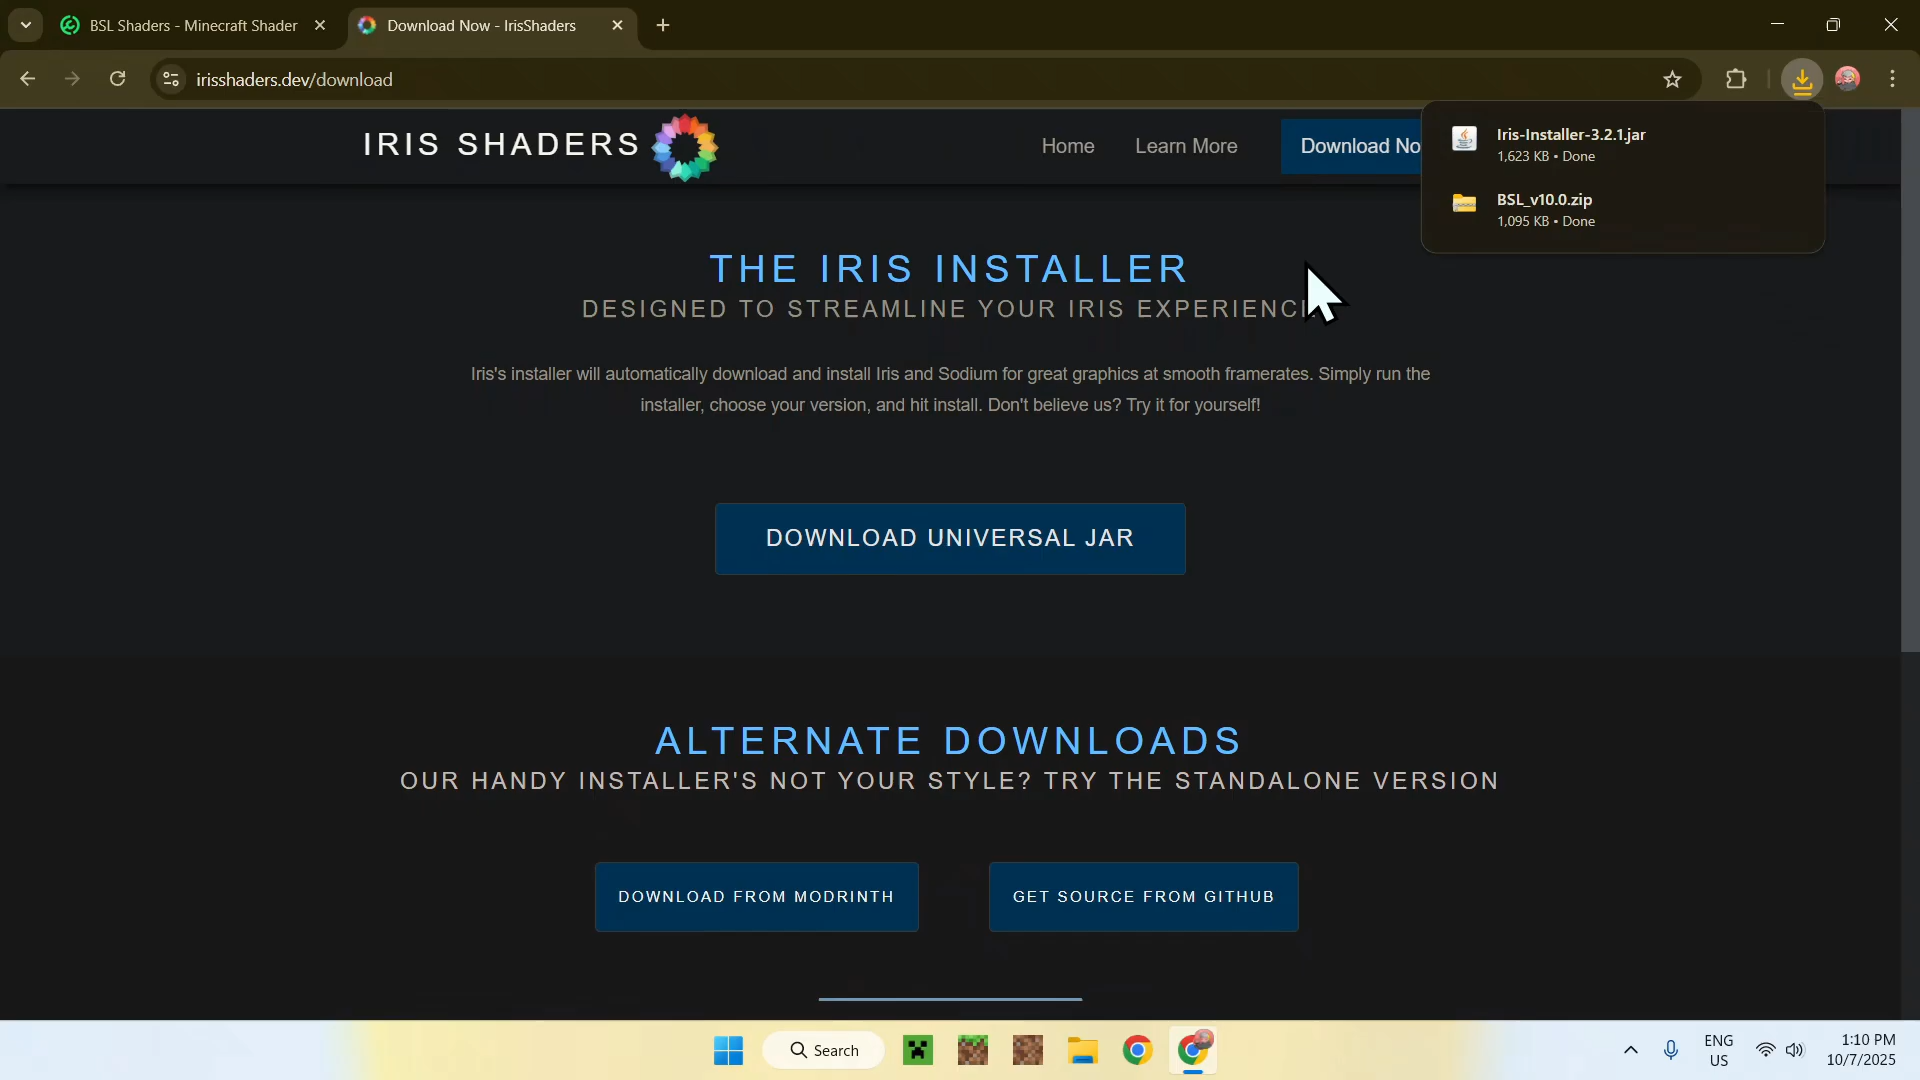 BSL Shaders - Minecraft Shader
Download Now - IrisShaders
irisshaders.dev/download
Iris-Installer-3.2.1.jar
1,623 KB • Done
BSL_v10.0.zip
1,095 KB • Done
IRIS SHADERS
Home
Learn More
Download No
THE IRIS INSTALLER
DESIGNED TO STREAMLINE YOUR IRIS EXPERIENC
Iris's installer will automatically download and install Iris and Sodium for great graphics at smooth framerates. Simply run the
installer, choose your version, and hit install. Don't believe us? Try it for yourself!
DOWNLOAD UNIVERSAL JAR
ALTERNATE DOWNLOADS
OUR HANDY INSTALLER'S NOT YOUR STYLE? TRY THE STANDALONE VERSION
DOWNLOAD FROM MODRINTH
GET SOURCE FROM GITHUB
Search
ENG
US
1:10 PM
10/7/2025